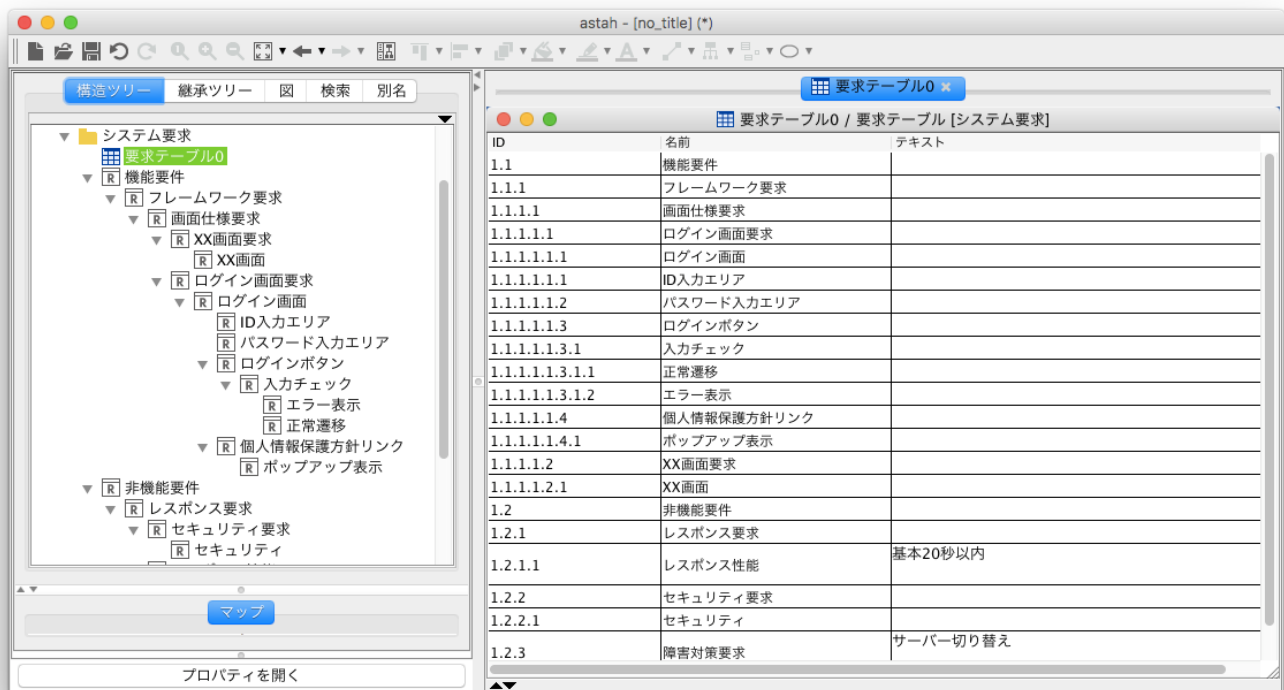 astah - [no_title] (*)
構造ツリー 継承ツリー 図 検索 別名
システム要求
要求テーブル0
機能要件
フレームワーク要求
画面仕様要求
XX画面要求
XX画面
ログイン画面要求
ログイン画面
ID入力エリア
パスワード入力エリア
ログインボタン
入力チェック
エラー表示
正常遷移
個人情報保護方針リンク
ポップアップ表示
非機能要件
レスポンス要求
セキュリティ要求
セキュリティ
マップ
プロパティを開く
要求テーブル0
要求テーブル0 / 要求テーブル [システム要求]
ID 名前 テキスト
1.1 機能要件
1.1.1 フレームワーク要求
1.1.1.1 画面仕様要求
1.1.1.1.1 ログイン画面要求
1.1.1.1.1.1 ログイン画面
1.1.1.1.1.1 ID入力エリア
1.1.1.1.1.2 パスワード入力エリア
1.1.1.1.1.3 ログインボタン
1.1.1.1.1.3.1 入力チェック
1.1.1.1.1.3.1.1 正常遷移
1.1.1.1.1.3.1.2 エラー表示
1.1.1.1.1.4 個人情報保護方針リンク
1.1.1.1.1.4.1 ポップアップ表示
1.1.1.1.2 XX画面要求
1.1.1.1.2.1 XX画面
1.2 非機能要件
1.2.1 レスポンス要求
1.2.1.1 レスポンス性能 基本20秒以内
1.2.2 セキュリティ要求
1.2.2.1 セキュリティ
1.2.3 障害対策要求 サーバー切り替え